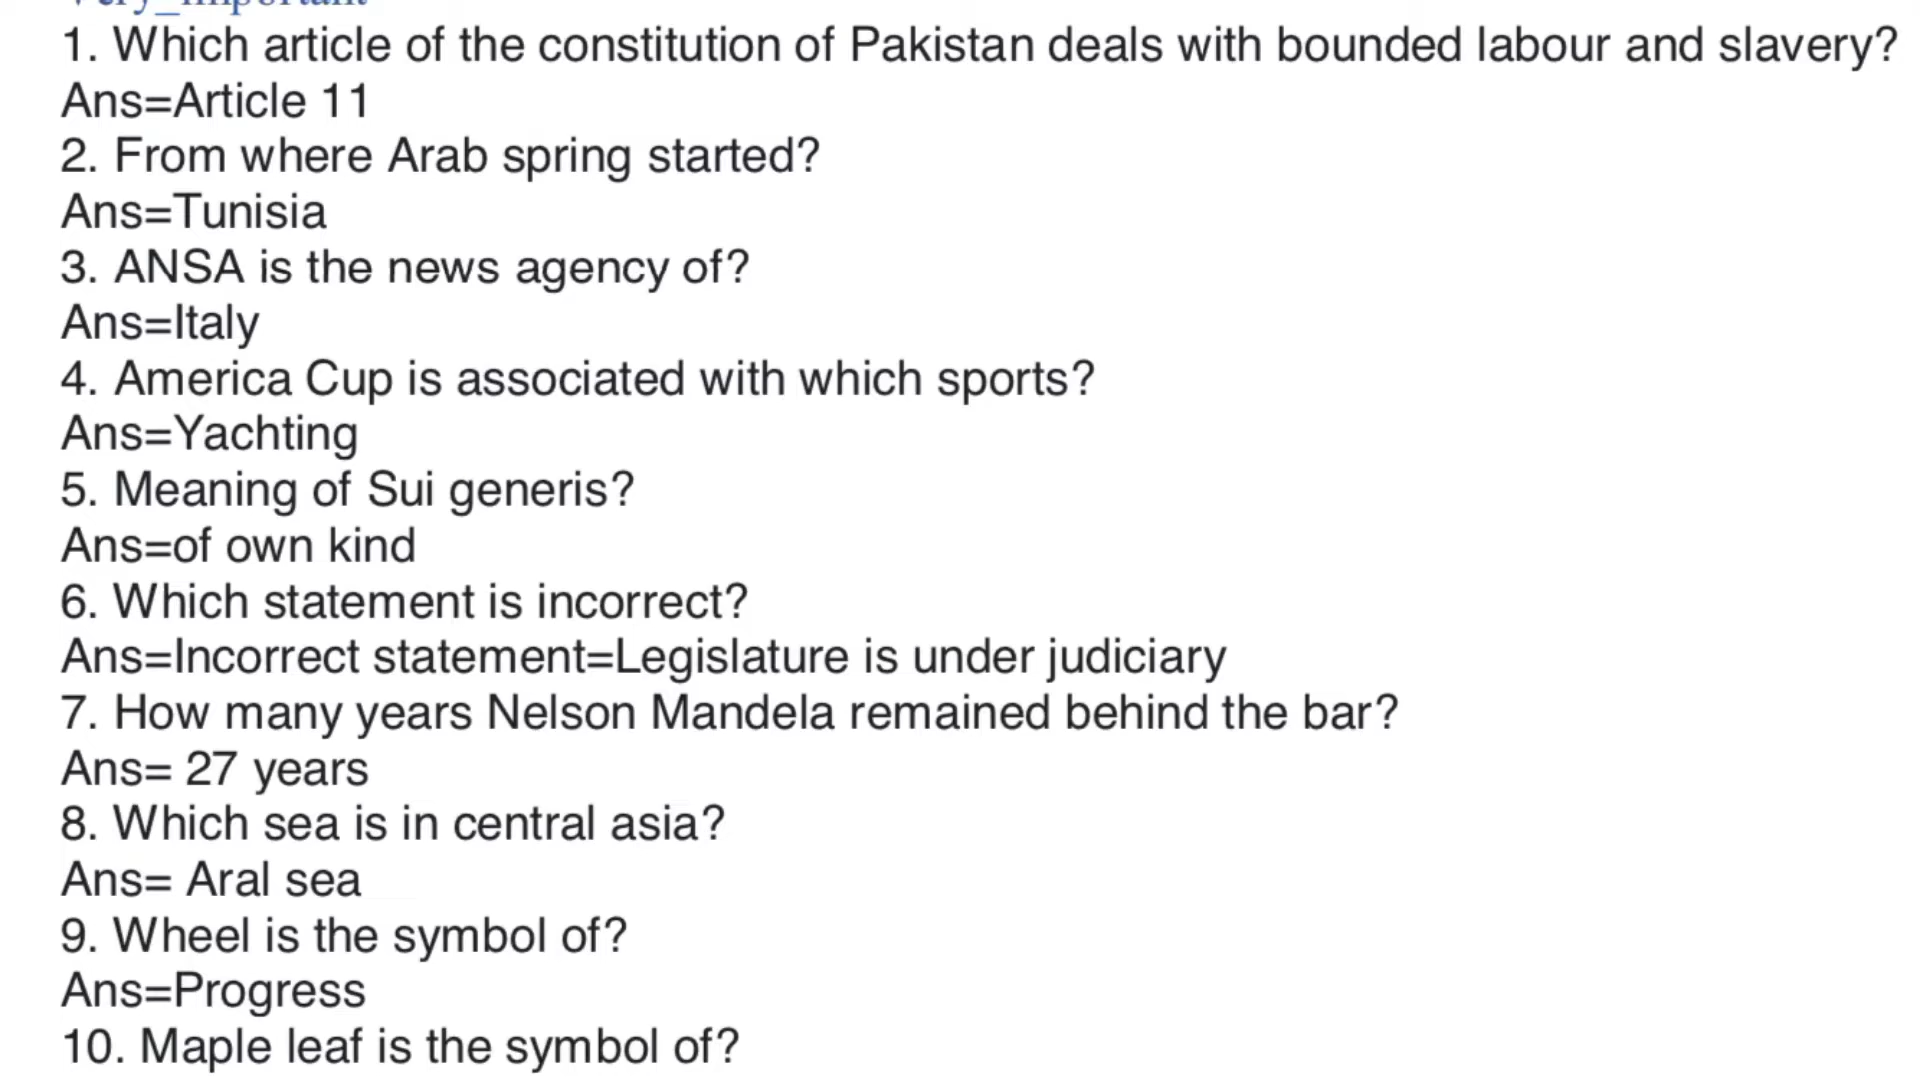 Very_important
1. Which article of the constitution of Pakistan deals with bounded labour and slavery?
Ans=Article 11
2. From where Arab spring started?
Ans=Tunisia
3. ANSA is the news agency of?
Ans=Italy
4. America Cup is associated with which sports?
Ans=Yachting
5. Meaning of Sui generis?
Ans=of own kind
6. Which statement is incorrect?
Ans=Incorrect statement=Legislature is under judiciary
7. How many years Nelson Mandela remained behind the bar?
Ans= 27 years
8. Which sea is in central asia?
Ans= Aral sea
9. Wheel is the symbol of?
Ans=Progress
10. Maple leaf is the symbol of?